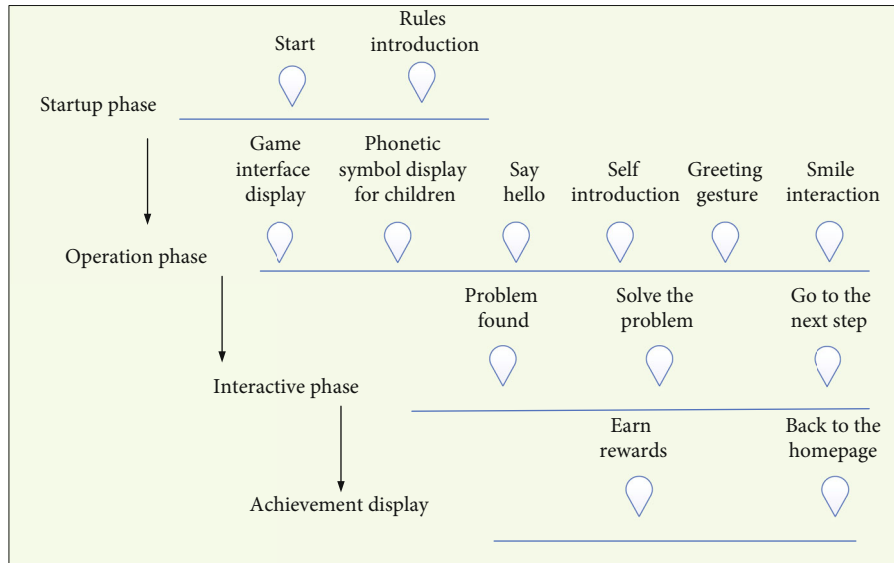 Start
Rules
introduction
Startup phase
Game
interface
display
Phonetic
symbol display
for children
Say
hello
Self
introduction
Greeting
gesture
Smile
interaction
Operation phase
Problem
found
Solve the
problem
Go to the
next step
Interactive phase
Earn
rewards
Back to the
homepage
Achievement display